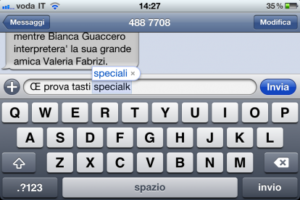 voda IT 14:27 35%
Messaggi 488 7708 Modifica
mentre Bianca Guaccero
interpretera' la sua grande
amica Valeria Fabrizi.
speciali ×
Œ prova tasti specialk Invia
Q W E R T Y U I O P
A S D F G H J K L
Z X C V B N M
.?123 spazio invio